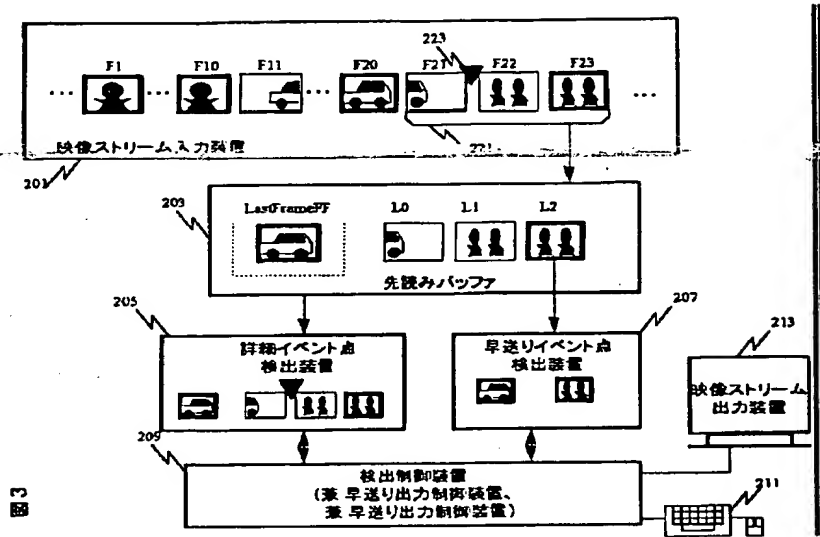 223
F1 F10 F11 F20 F21 F22 F23
... ... ... ...
映像ストリーム入力装置
221
201
203
LastFramePF L0 L1 L2
先読みバッファ
205
207
213
詳細イベント点
検出装置
早送りイベント点
検出装置
映像ストリーム
出力装置
209
検出制御装置
(兼 早送り出力制御装置、
兼 早送り出力制御装置)
211
図3